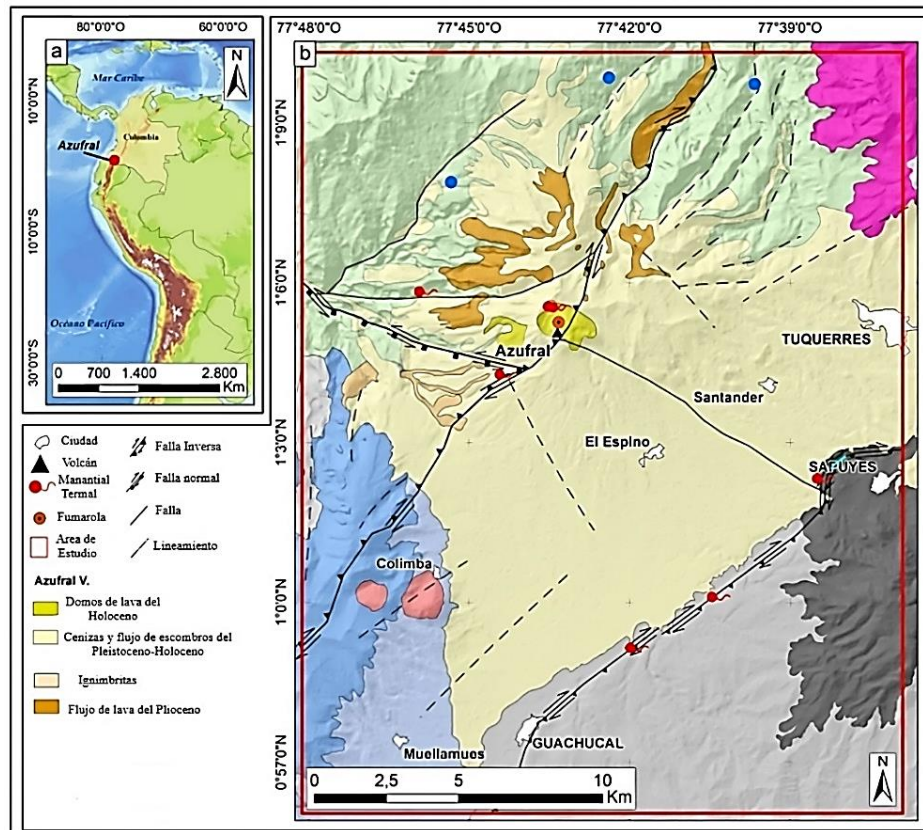 80°0'0"O 60°0'0"O
a
N
Mar Caribe
10°0'0"N
Colombia
Azufral
10°0'0"S
Océano Pacífico
30°0'0"S
0 700 1.400 2.800
Km
Ciudad
Volcán
Manantial
Termal
Fumarola
Area de
Estudio
Falla Inversa
Falla normal
Falla
Lineamiento
Azufral V.
Domos de lava del
Holoceno
Cenizas y flujo de escombros del
Pleistoceno-Holoceno
Ignimbritas
Flujo de lava del Plioceno
77°48'0"O 77°45'0"O 77°42'0"O 77°39'0"O
b
1°9'0"N
1°6'0"N
1°3'0"N
1°0'0"N
0°57'0"N
TUQUERRES
Azufral
Santander
El Espino
SAPUYES
Colimba
Muellamues
GUACHUCAL
N
0 2,5 5 10
Km